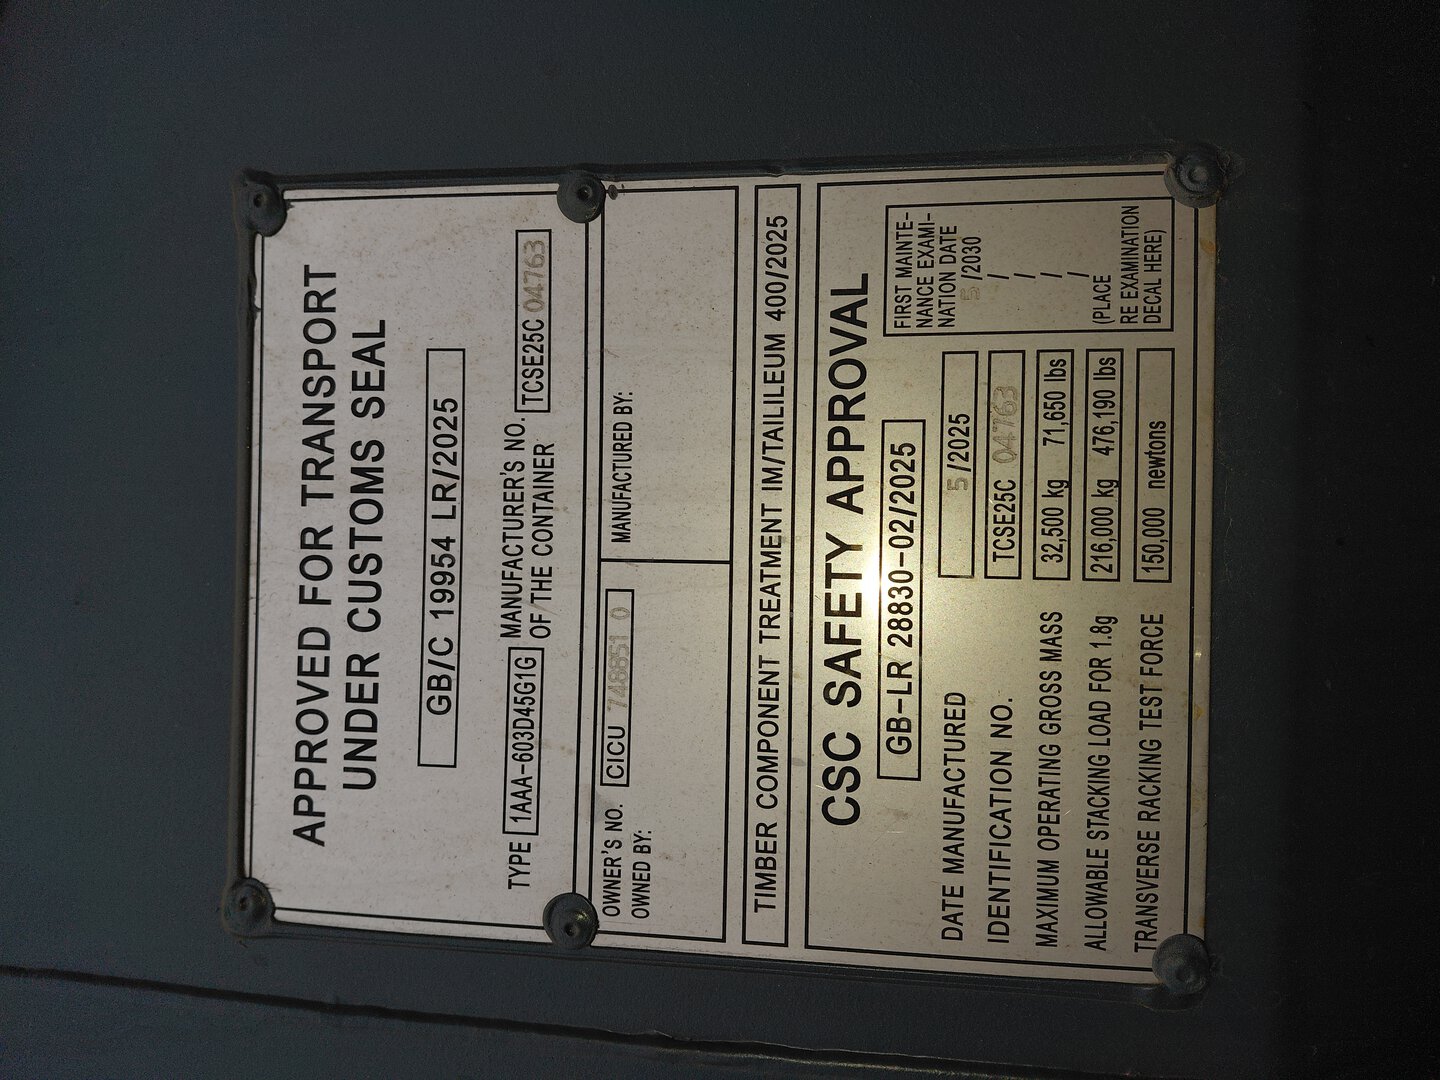 APPROVED FOR TRANSPORT
UNDER CUSTOMS SEAL
GB/C 19954 LR/2025
TYPE 1AAA-603D45G1G MANUFACTURER'S NO. OF THE CONTAINER TCSE25C 04763
OWNER'S NO. CICU 748851 0
OWNED BY:
MANUFACTURED BY:
TIMBER COMPONENT TREATMENT IM/TAILILEUM 400/2025
CSC SAFETY APPROVAL
GB-LR 28830-02/2025
DATE MANUFACTURED 5/2025
IDENTIFICATION NO. TCSE25C 04763
MAXIMUM OPERATING GROSS MASS 32,500 kg 71,650 lbs
ALLOWABLE STACKING LOAD FOR 1.8g 216,000 kg 476,190 lbs
TRANSVERSE RACKING TEST FORCE 150,000 newtons
FIRST MAINTE-
NANCE EXAMI-
NATION DATE
5/2030
/
/
/
/
(PLACE
RE EXAMINATION
DECAL HERE)